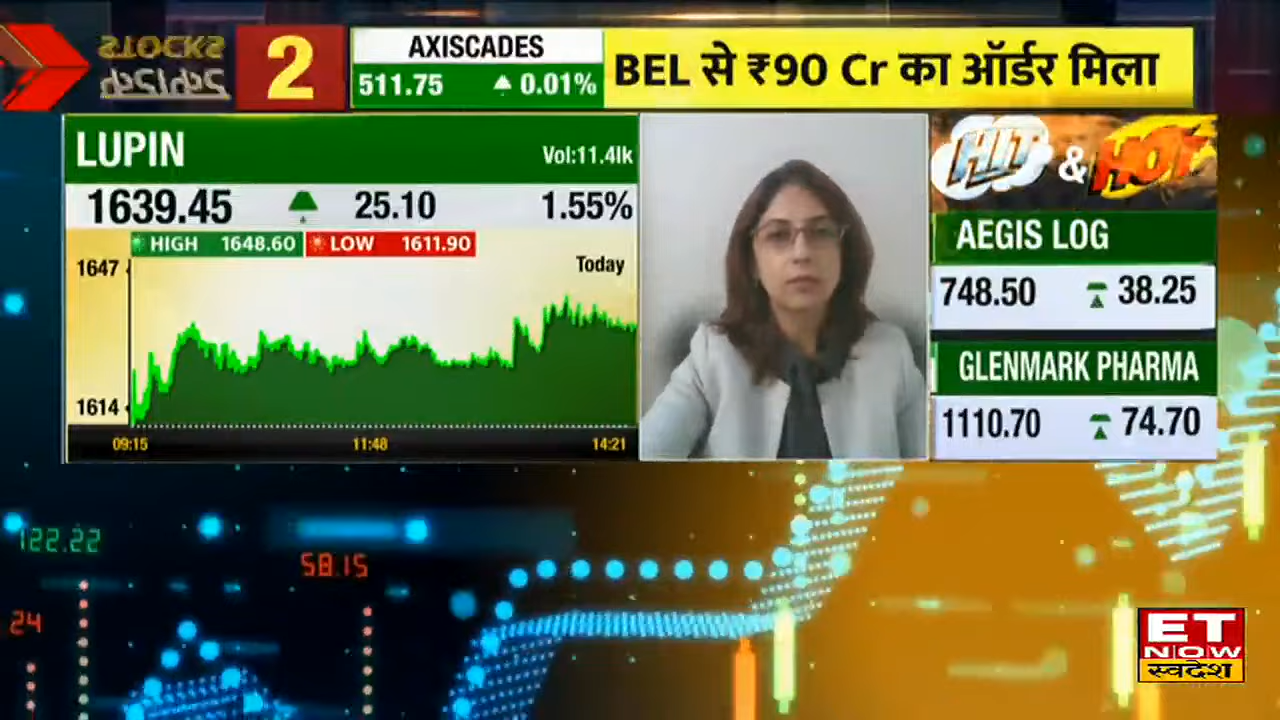 2
AXISCADES
511.75 0.01%
BEL से ₹90 Cr का ऑर्डर मिला
LUPIN
Vol:11.4lk
1639.45 25.10 1.55%
HIGH 1648.60 LOW 1611.90
1647
Today
1614
09:15 11:48 14:21
HIT & HOT
AEGIS LOG
748.50 38.25
GLENMARK PHARMA
1110.70 74.70
122.22
58.15
24
ET
NOW
स्वदेश